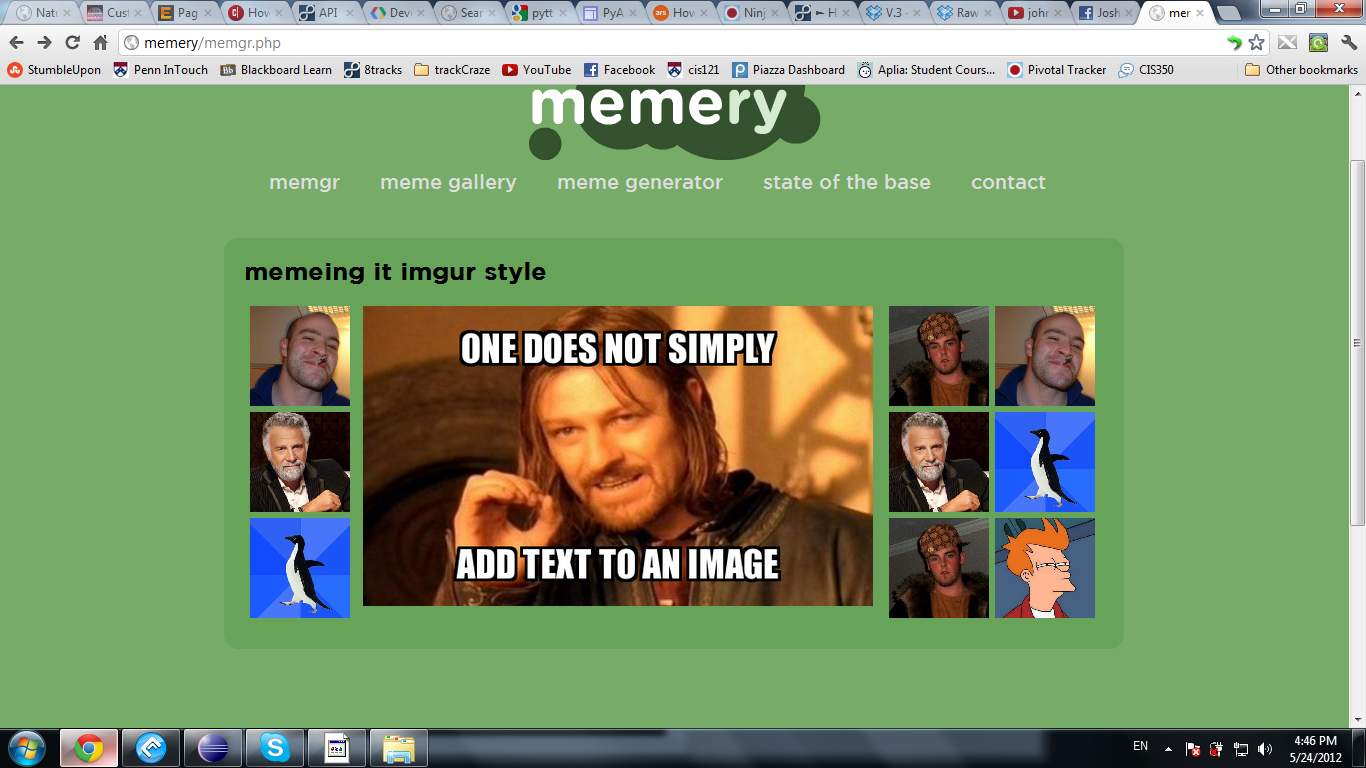 Nat
Cust
Pag
How
API
Dev
Sear
pytt
PyA
How
Ninj
V.3 -
Raw
john
Josh
mer
memery/memgr.php
StumbleUpon
Penn InTouch
Blackboard Learn
8tracks
trackCraze
YouTube
Facebook
cis121
Piazza Dashboard
Aplia: Student Cours...
Pivotal Tracker
CIS350
Other bookmarks
memery
memgr
meme gallery
meme generator
state of the base
contact
memeing it imgur style
ONE DOES NOT SIMPLY
ADD TEXT TO AN IMAGE
EN
4:46 PM
5/24/2012